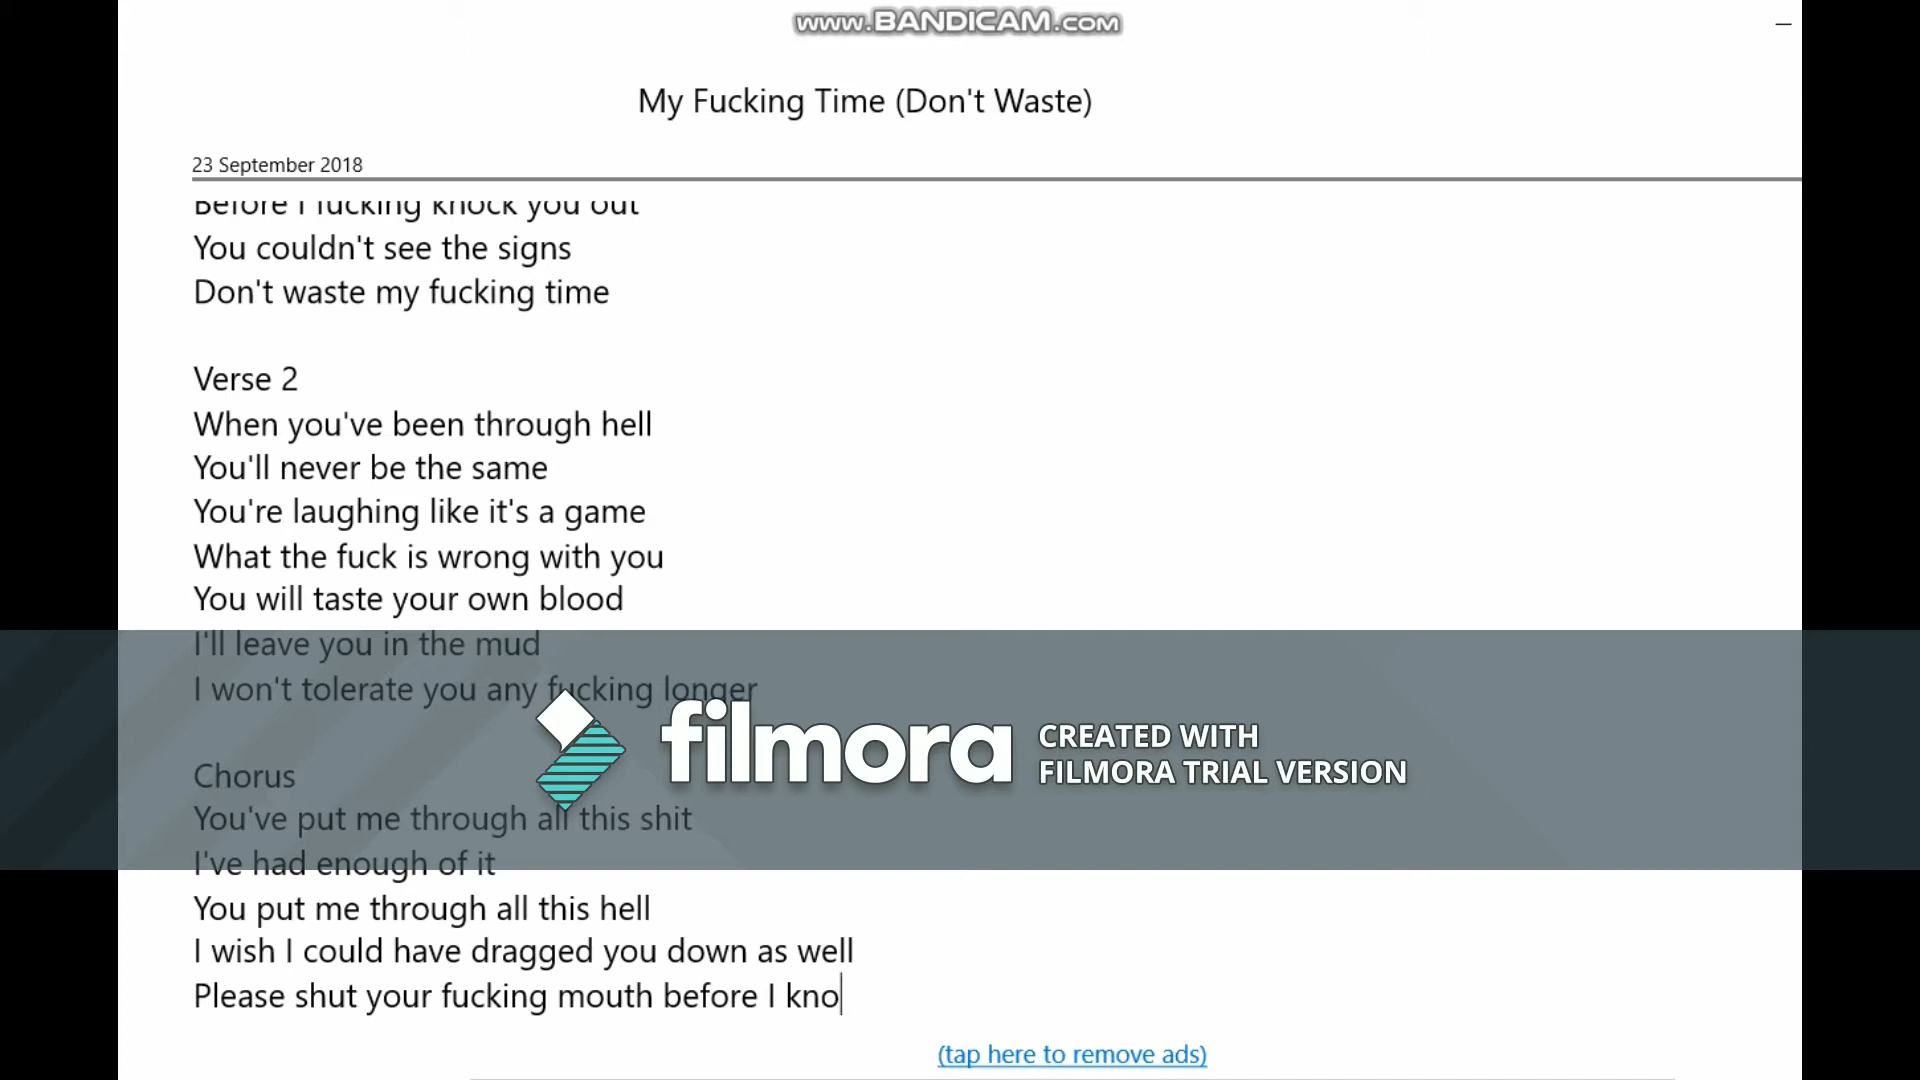 www.BANDICAM.com
My Fucking Time (Don't Waste)
23 September 2018
Before I fucking knock you out
You couldn't see the signs
Don't waste my fucking time
Verse 2
When you've been through hell
You'll never be the same
You're laughing like it's a game
What the fuck is wrong with you
You will taste your own blood
I'll leave you in the mud
I won't tolerate you any fucking longer
filmora
CREATED WITH
FILMORA TRIAL VERSION
Chorus
You've put me through all this shit
I've had enough of it
You put me through all this hell
I wish I could have dragged you down as well
Please shut your fucking mouth before I kno
(tap here to remove ads)